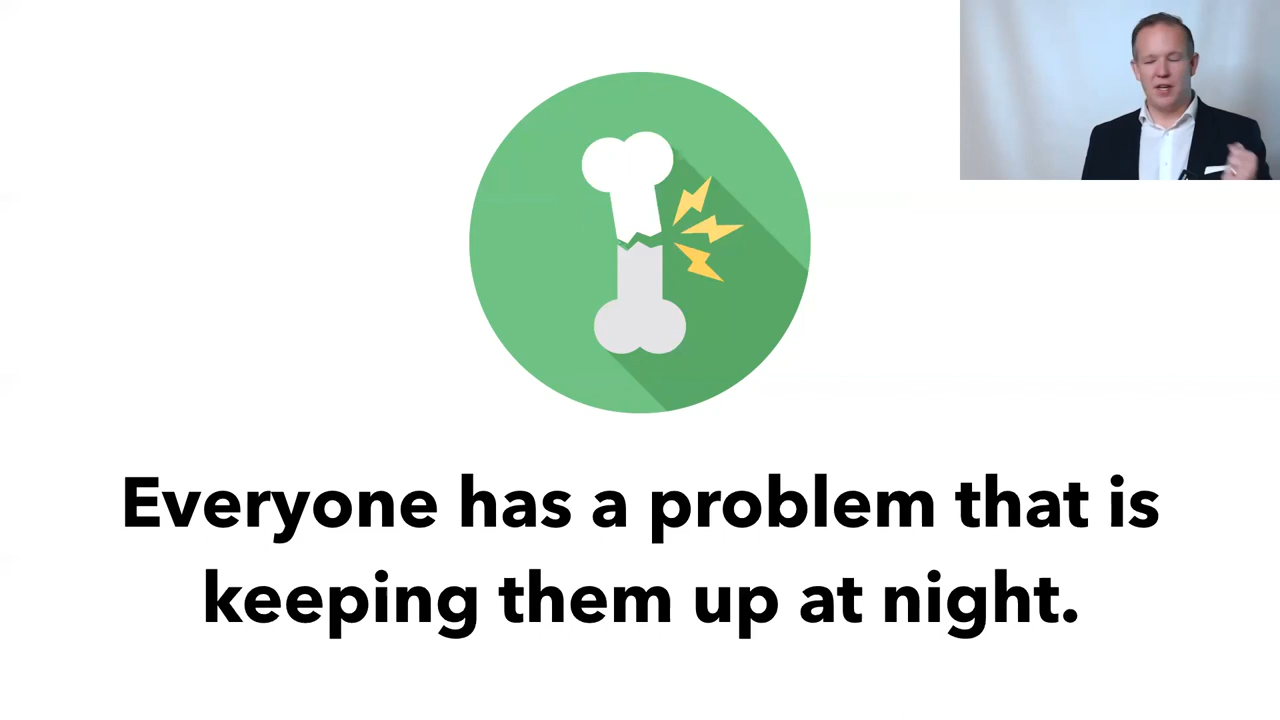 Everyone has a problem that is
keeping them up at night.